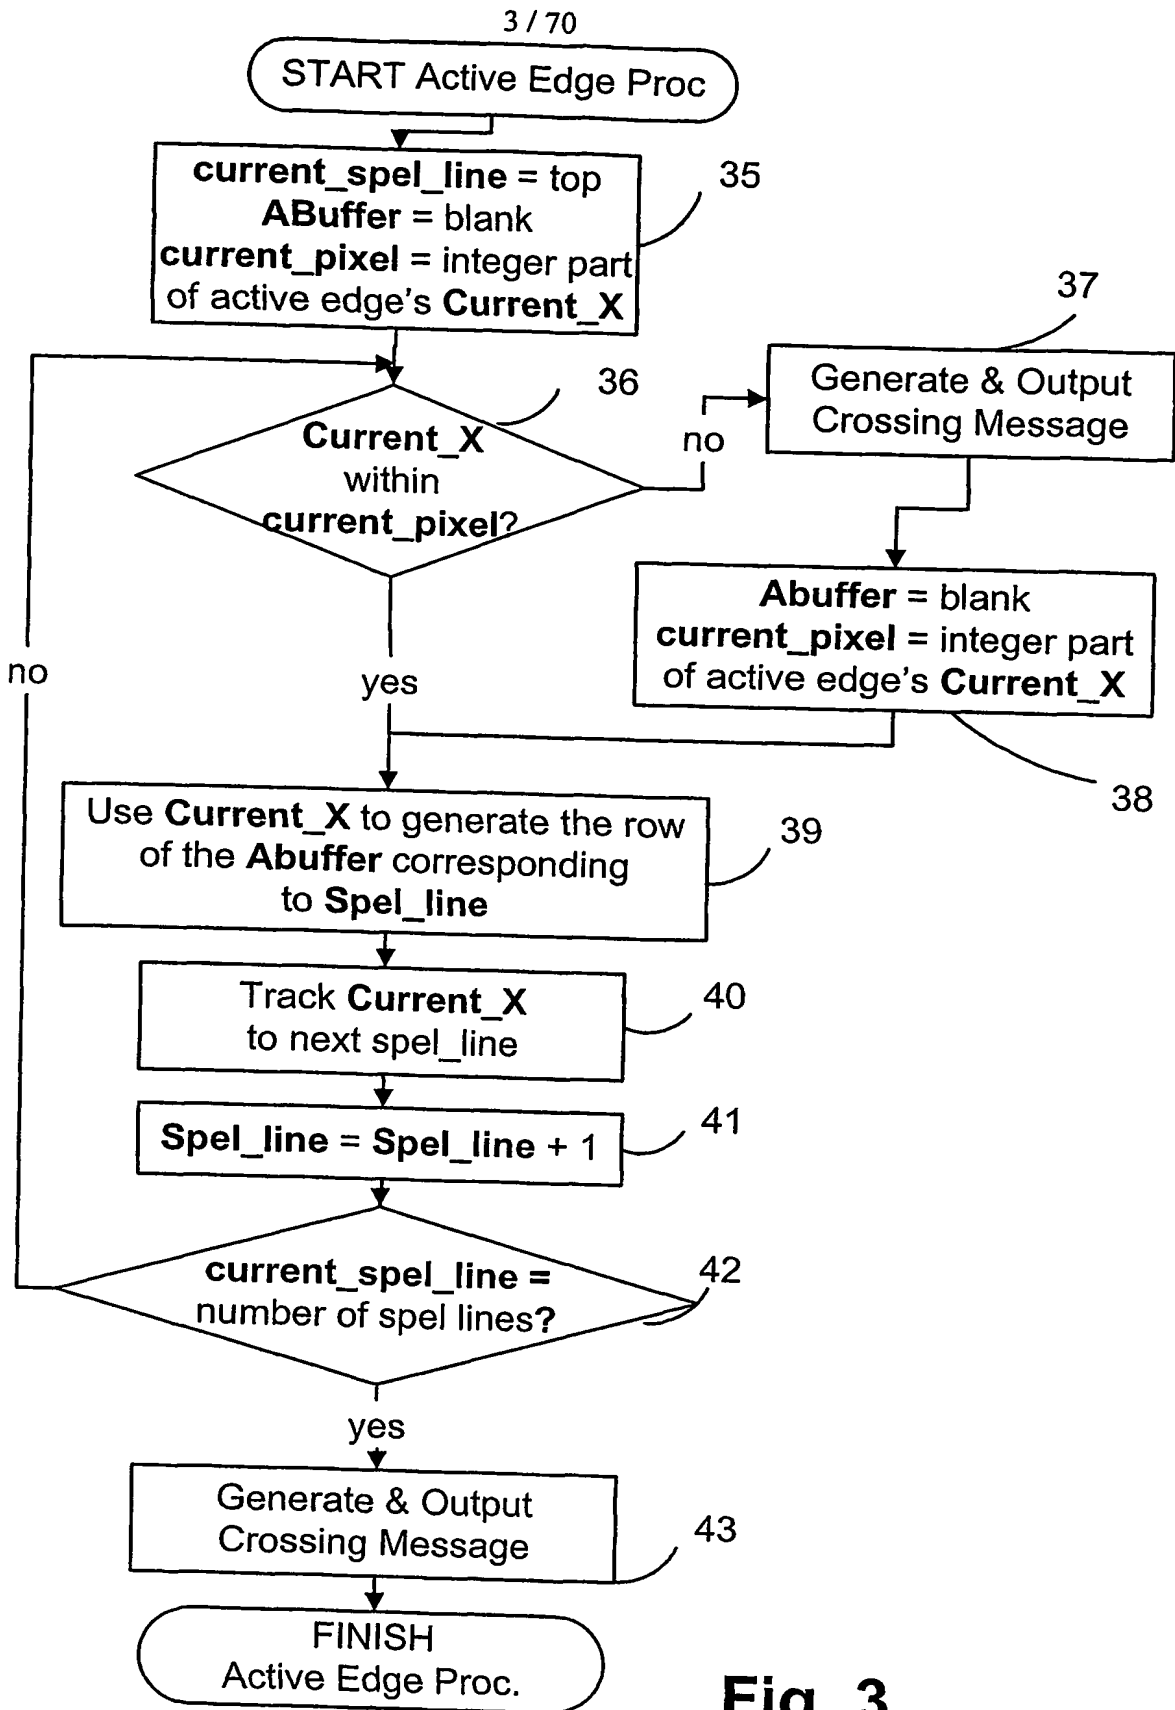 3 / 70
START Active Edge Proc
current_spel_line = top
ABuffer = blank
current_pixel = integer part
of active edge's Current_X
35
Current_X
within
current_pixel?
36
no
37
Generate & Output
Crossing Message
Abuffer = blank
current_pixel = integer part
of active edge's Current_X
38
no
yes
Use Current_X to generate the row
of the Abuffer corresponding
to Spel_line
39
Track Current_X
to next spel_line
40
Spel_line = Spel_line + 1
41
current_spel_line =
number of spel lines?
42
yes
Generate & Output
Crossing Message
43
FINISH
Active Edge Proc.
Fig. 3